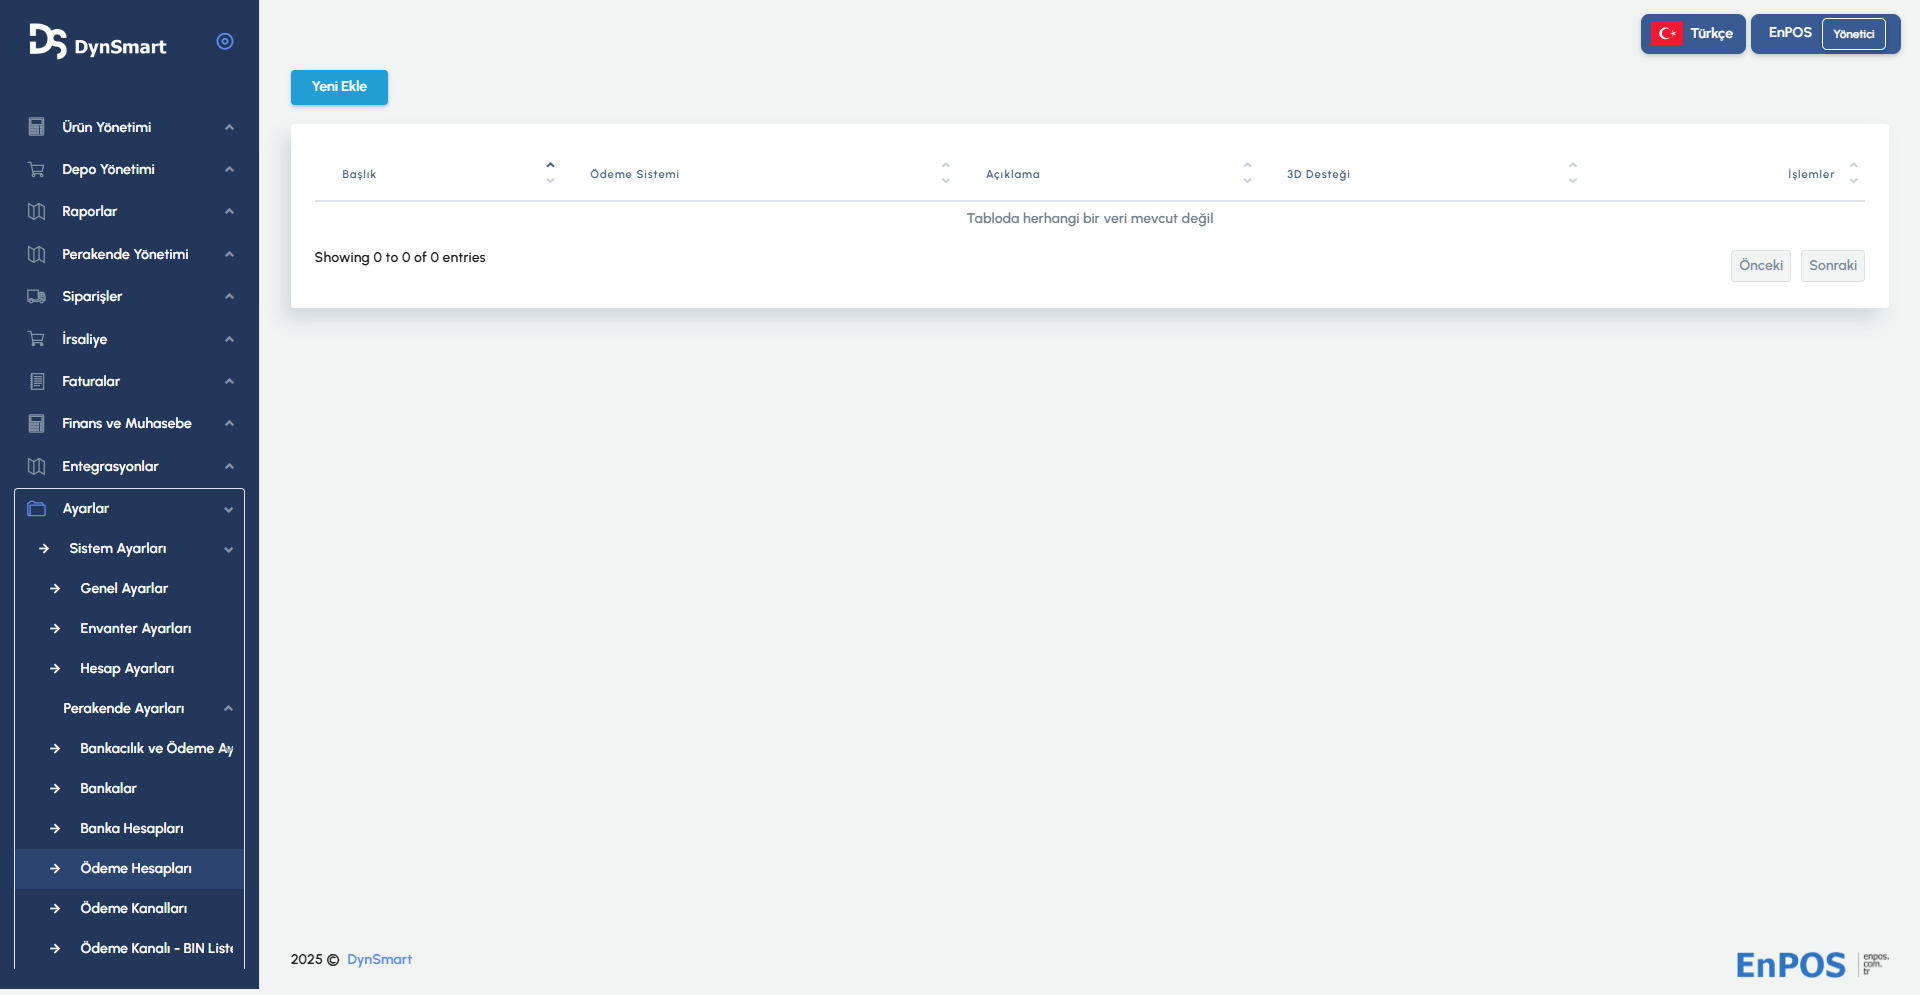 DS DynSmart
Türkçe
EnPOS Yönetici
Ürün Yönetimi
Depo Yönetimi
Raporlar
Perakende Yönetimi
Siparişler
İrsaliye
Faturalar
Finans ve Muhasebe
Entegrasyonlar
Ayarlar
Sistem Ayarları
Genel Ayarlar
Envanter Ayarları
Hesap Ayarları
Perakende Ayarları
Bankacılık ve Ödeme Ay
Bankalar
Banka Hesapları
Ödeme Hesapları
Ödeme Kanalları
Ödeme Kanalı - BIN Liste
Yeni Ekle
Başlık Ödeme Sistemi Açıklama 3D Desteği İşlemler
Tabloda herhangi bir veri mevcut değil
Showing 0 to 0 of 0 entries
Önceki Sonraki
2025 © DynSmart
EnPOS
enpos.
com.
tr